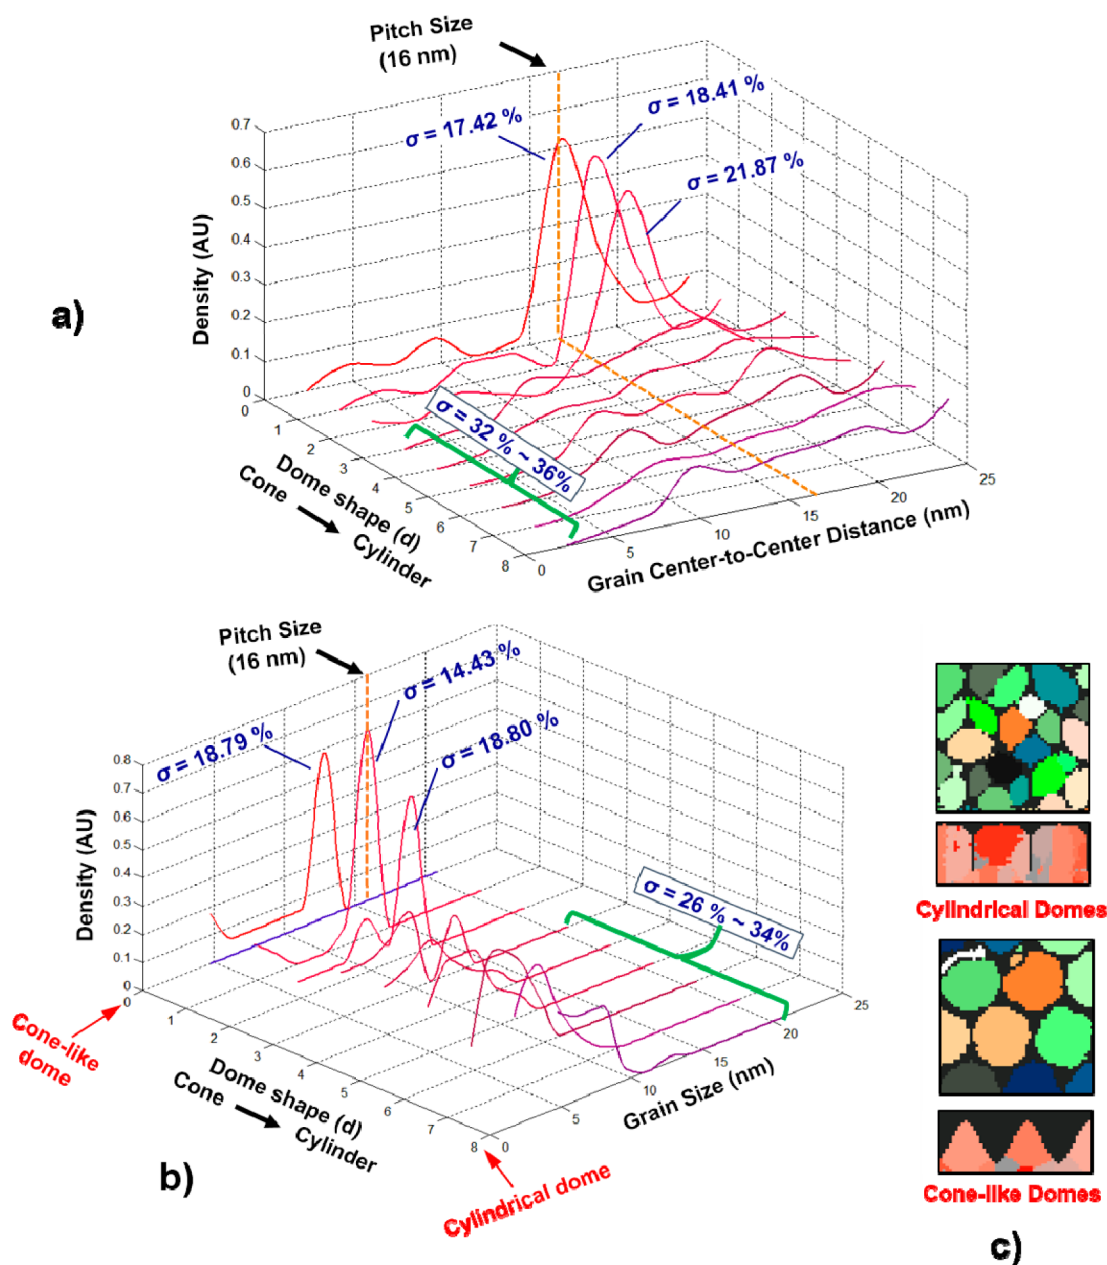 Pitch Size
(16 nm)
σ = 17.42 %
σ = 18.41 %
σ = 21.87 %
0.7
0.6
0.5
0.4
0.3
0.2
0.1
0
Density (AU)
a)
0
1
2
3
4
5
6
7
8
σ = 32 % ~ 36%
Dome shape (d)
Cone
Cylinder
0
5
10
15
20
25
Grain Center-to-Center Distance (nm)
Pitch Size
(16 nm)
σ = 18.79 %
σ = 14.43 %
σ = 18.80 %
0.8
0.7
0.6
0.5
0.4
0.3
0.2
0.1
0
Density (AU)
σ = 26 % ~ 34%
0
1
2
3
4
5
6
7
8
Cone-like
dome
Dome shape (d)
Cone
Cylinder
0
5
10
15
20
25
Grain Size (nm)
Cylindrical dome
b)
Cylindrical Domes
Cone-like Domes
c)